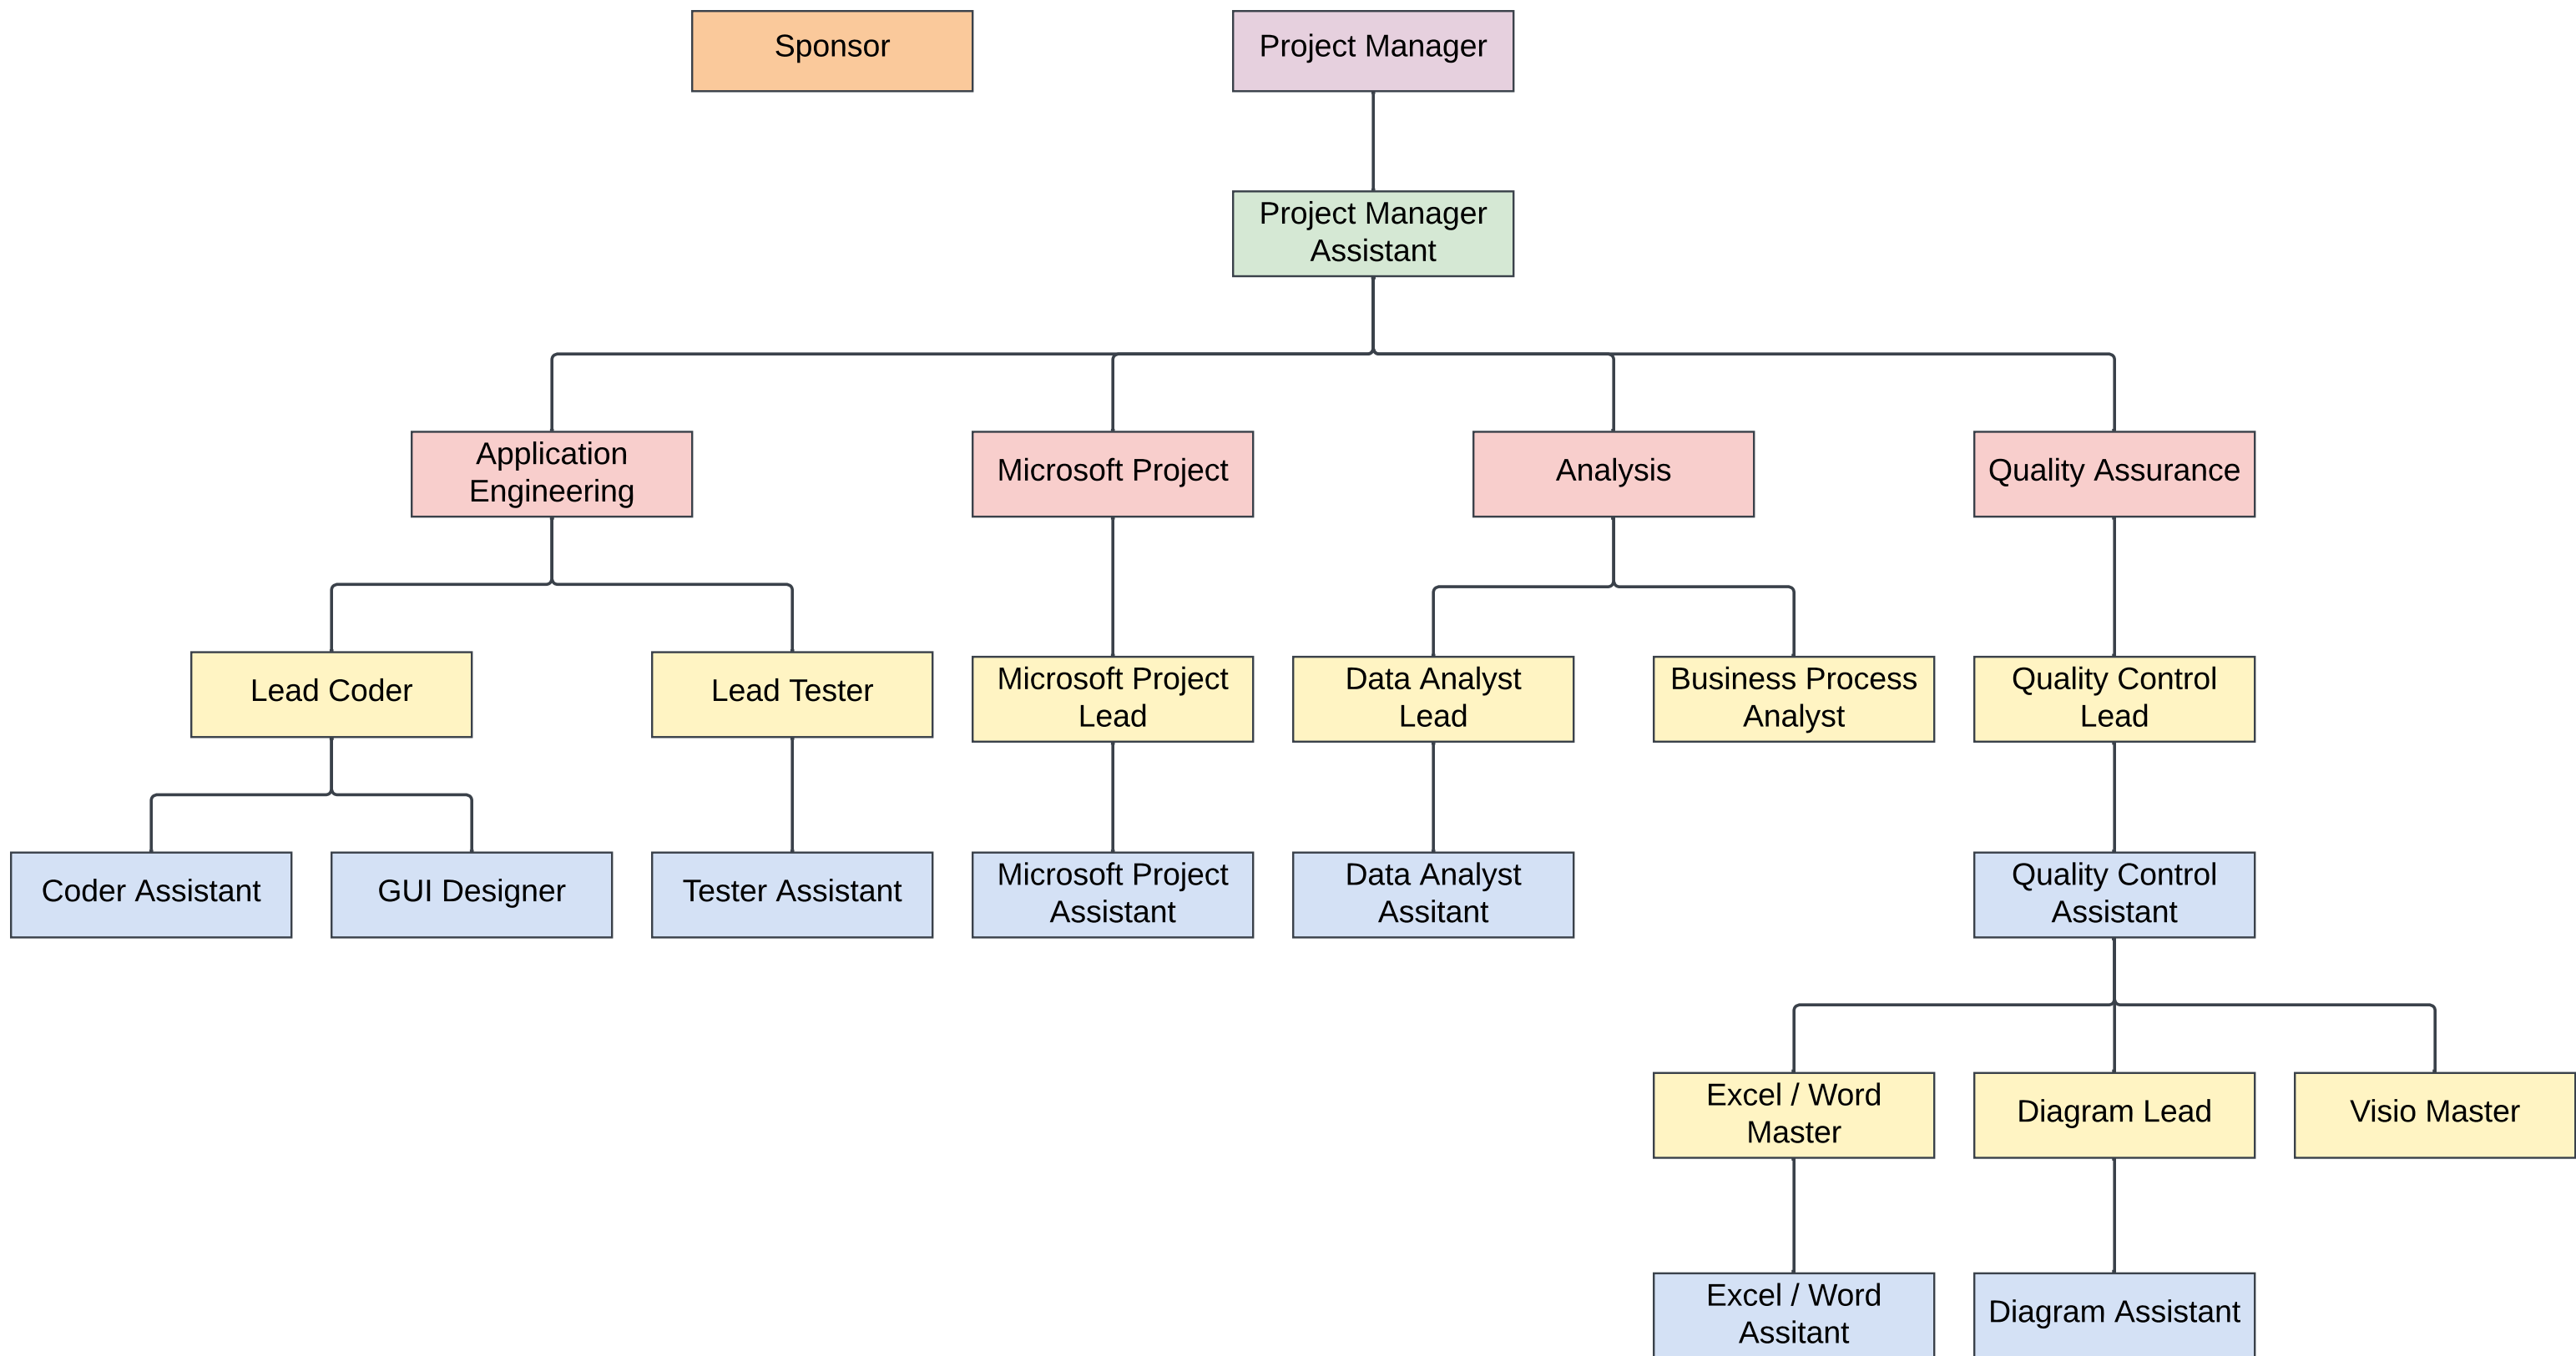 Sponsor
Project Manager
Project Manager
Assistant
Application
Engineering
Microsoft Project
Analysis
Quality Assurance
Lead Coder
Lead Tester
Microsoft Project
Lead
Data Analyst
Lead
Business Process
Analyst
Quality Control
Lead
Coder Assistant
GUI Designer
Tester Assistant
Microsoft Project
Assistant
Data Analyst
Assitant
Quality Control
Assistant
Excel / Word
Master
Diagram Lead
Visio Master
Excel / Word
Assitant
Diagram Assistant